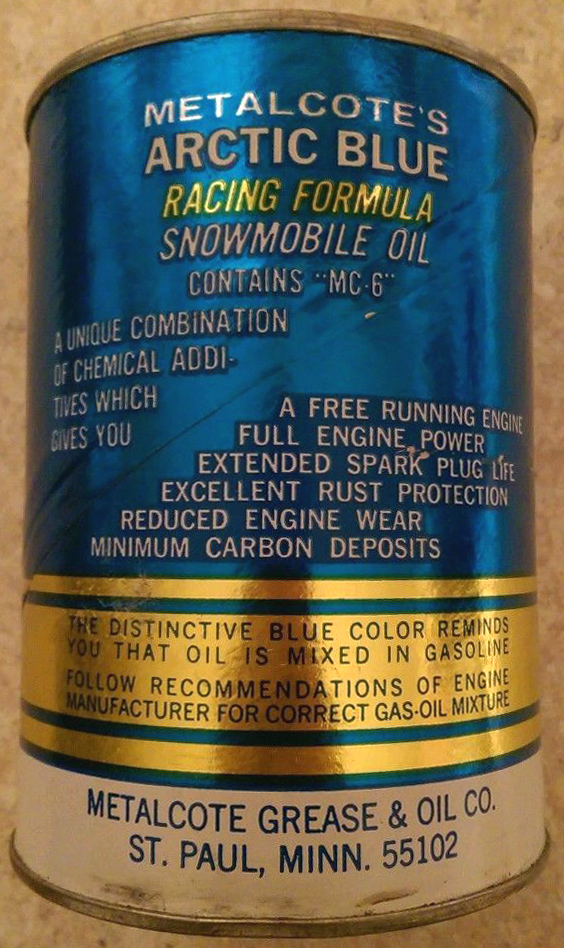 METALCOTE'S
ARCTIC BLUE
RACING FORMULA
SNOWMOBILE OIL
CONTAINS "MC-6"
A UNIQUE COMBINATION
OF CHEMICAL ADDI-
TIVES WHICH
GIVES YOU
A FREE RUNNING ENGINE
FULL ENGINE POWER
EXTENDED SPARK PLUG LIFE
EXCELLENT RUST PROTECTION
REDUCED ENGINE WEAR
MINIMUM CARBON DEPOSITS
THE DISTINCTIVE BLUE COLOR REMINDS
YOU THAT OIL IS MIXED IN GASOLINE
FOLLOW RECOMMENDATIONS OF ENGINE
MANUFACTURER FOR CORRECT GAS-OIL MIXTURE
METALCOTE GREASE & OIL CO.
ST. PAUL, MINN. 55102